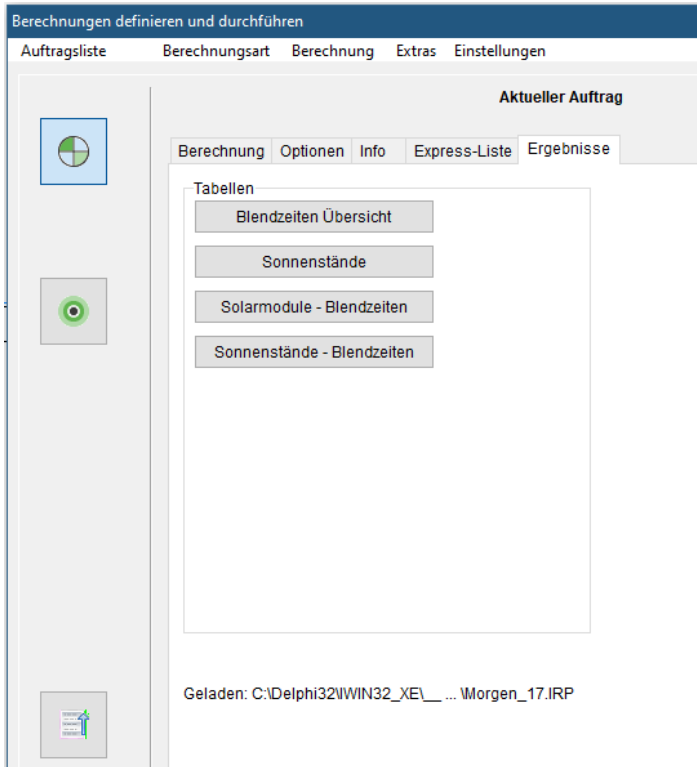 Berechnungen definieren und durchführen
Auftragsliste Berechnungsart Berechnung Extras Einstellungen
Aktueller Auftrag
Berechnung Optionen Info Express-Liste Ergebnisse
Tabellen
Blendzeiten Übersicht
Sonnenstände
Solarmodule - Blendzeiten
Sonnenstände - Blendzeiten
Geladen: C:\Delphi32\IWIN32_XE\__ ... \Morgen_17.IRP